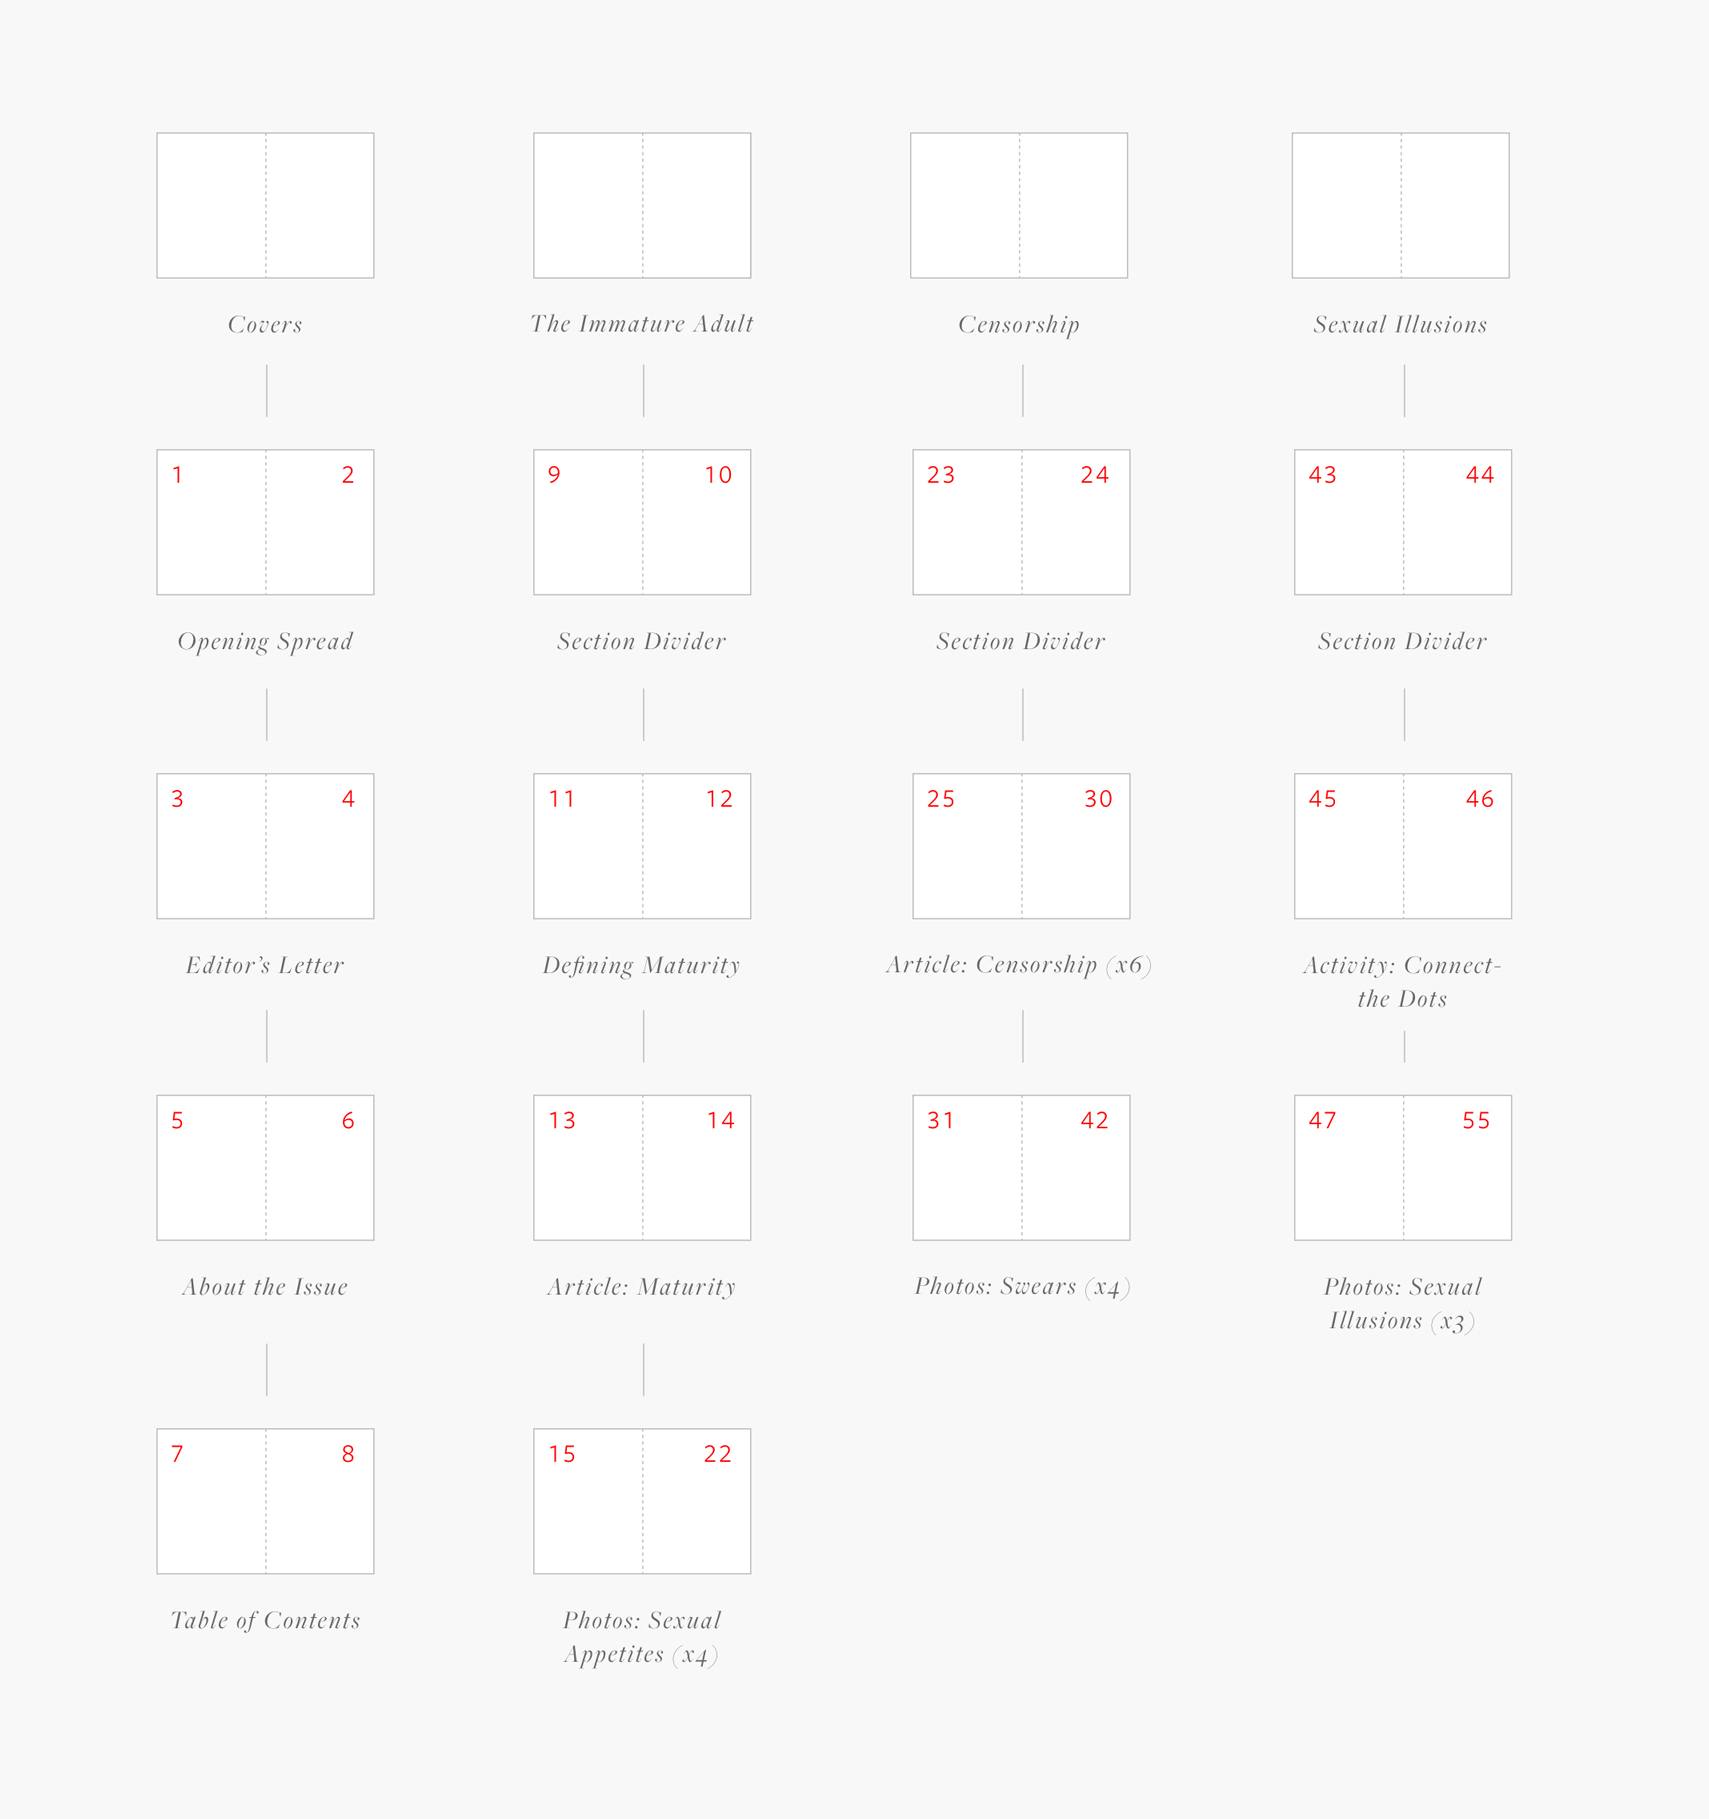 Covers
The Immature Adult
Censorship
Sexual Illusions
1 2
9 10
23 24
43 44
Opening Spread
Section Divider
Section Divider
Section Divider
3 4
11 12
25 30
45 46
Editor’s Letter
Defining Maturity
Article: Censorship (x6)
Activity: Connect-
the Dots
5 6
13 14
31 42
47 55
About the Issue
Article: Maturity
Photos: Swears (x4)
Photos: Sexual
Illusions (x3)
7 8
15 22
Table of Contents
Photos: Sexual
Appetites (x4)